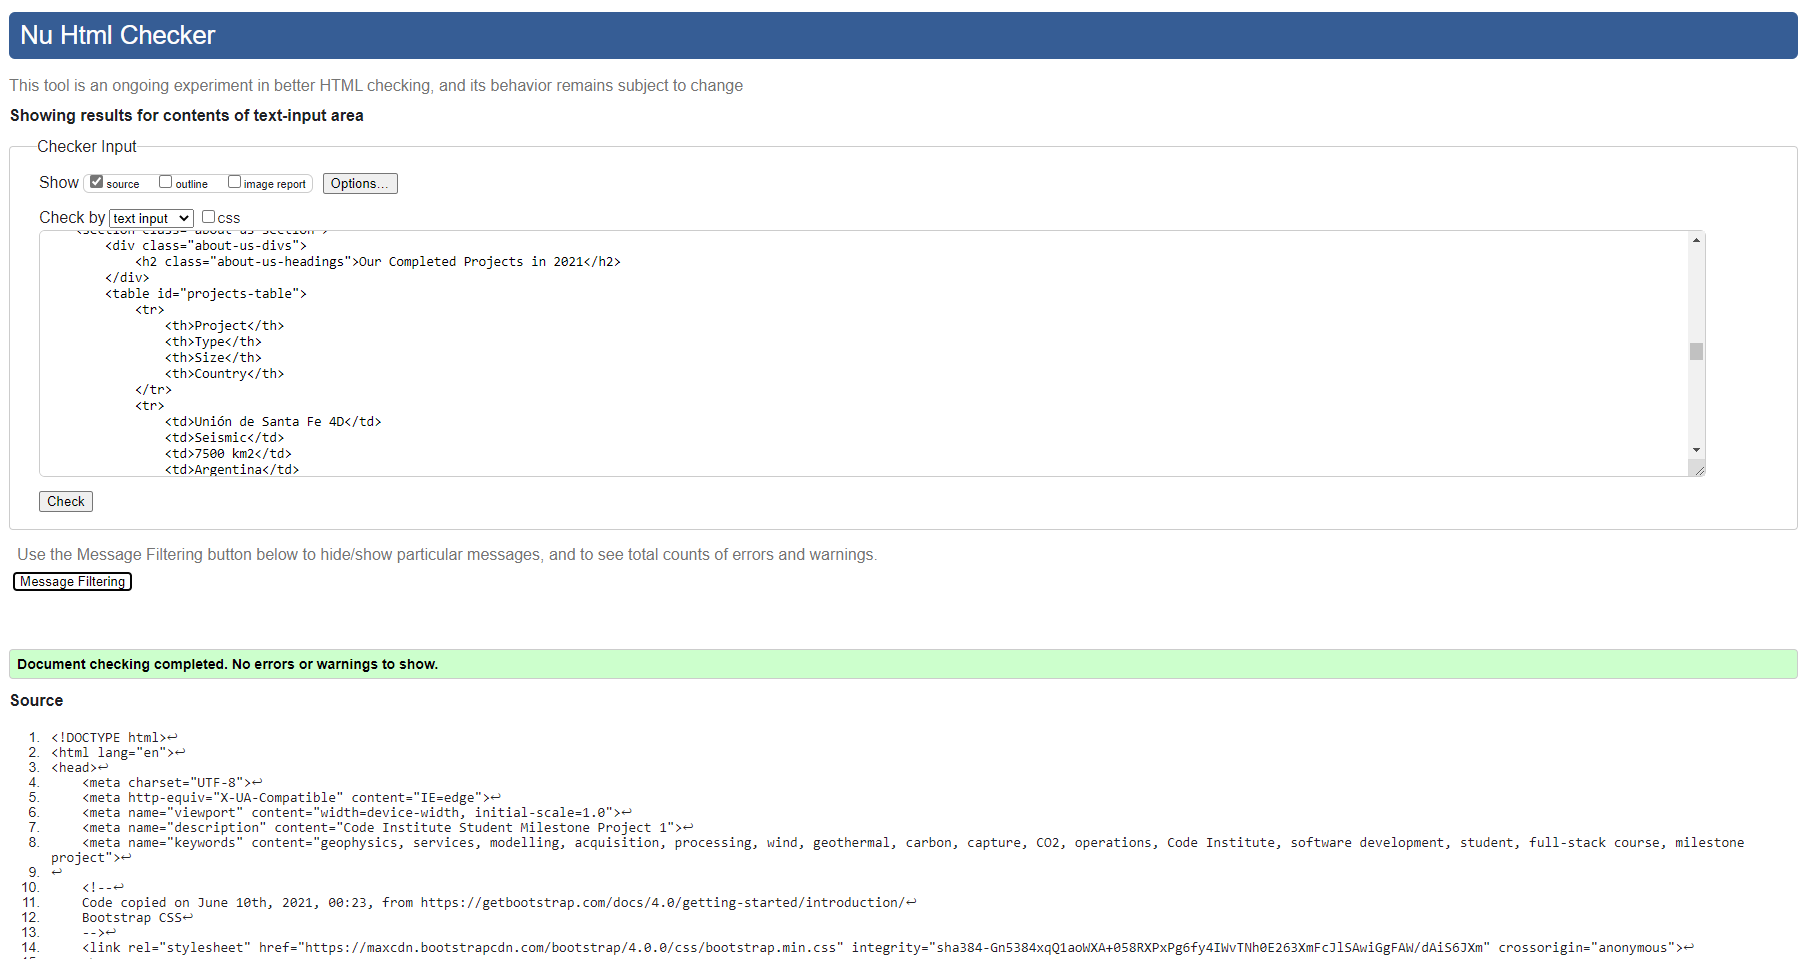 Nu Html Checker
This tool is an ongoing experiment in better HTML checking, and its behavior remains subject to change
Showing results for contents of text-input area
Checker Input
Show source outline image report Options...
Check by text input css
<section class="about-us-section">
<div class="about-us-divs">
<h2 class="about-us-headings">Our Completed Projects in 2021</h2>
</div>
<table id="projects-table">
<tr>
<th>Project</th>
<th>Type</th>
<th>Size</th>
<th>Country</th>
</tr>
<tr>
<td>Unión de Santa Fe 4D</td>
<td>Seismic</td>
<td>7500 km2</td>
<td>Argentina</td>
Check
Use the Message Filtering button below to hide/show particular messages, and to see total counts of errors and warnings.
Message Filtering
Document checking completed. No errors or warnings to show.
Source
1. <!DOCTYPE html>↩
2. <html lang="en">↩
3. <head>↩
4. <meta charset="UTF-8">↩
5. <meta http-equiv="X-UA-Compatible" content="IE=edge">↩
6. <meta name="viewport" content="width=device-width, initial-scale=1.0">↩
7. <meta name="description" content="Code Institute Student Milestone Project 1">↩
8. <meta name="keywords" content="geophysics, services, modelling, acquisition, processing, wind, geothermal, carbon, capture, CO2, operations, Code Institute, software development, student, full-stack course, milestone
project">↩
9. ↩
10. <!--↩
11. Code copied on June 10th, 2021, 00:23, from https://getbootstrap.com/docs/4.0/getting-started/introduction/↩
12. Bootstrap CSS↩
13. -->↩
14. <link rel="stylesheet" href="https://maxcdn.bootstrapcdn.com/bootstrap/4.0.0/css/bootstrap.min.css" integrity="sha384-Gn5384xqQ1aoWXA+058RXPxPg6fy4IWvTNh0E263XmFcJlSAwiGgFAW/dAiS6JXm" crossorigin="anonymous">↩